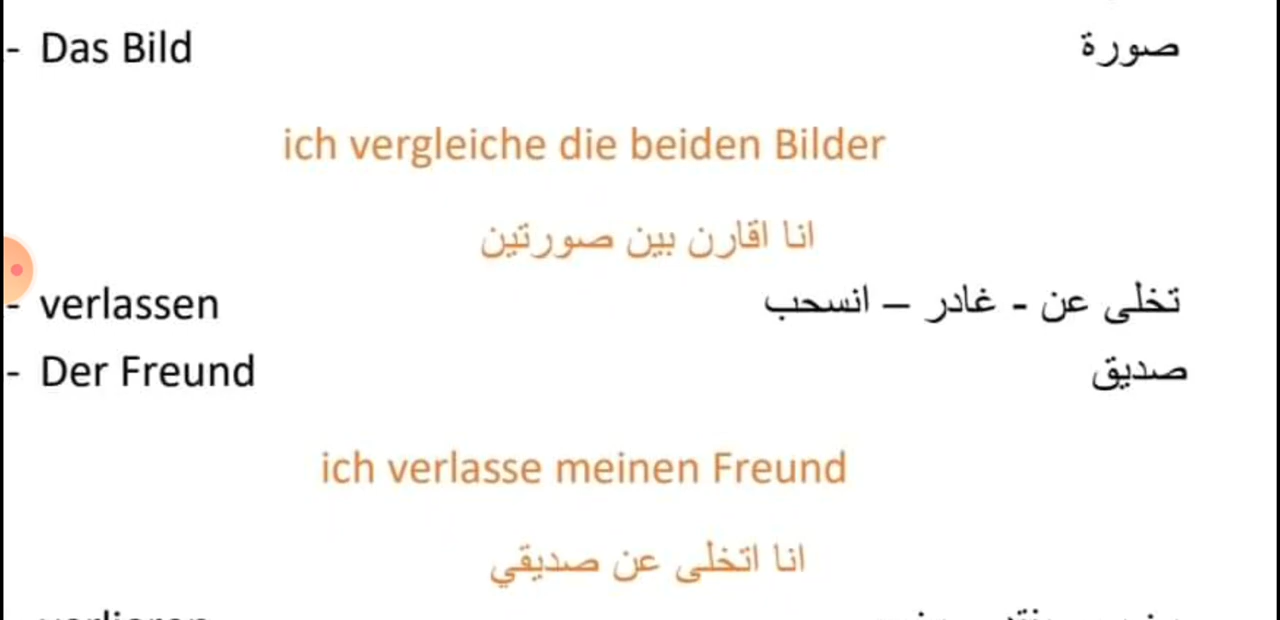 - Das Bild صورة
ich vergleiche die beiden Bilder
انا اقارن بين صورتين
- verlassen تخلى عن - غادر – انسحب
- Der Freund صديق
ich verlasse meinen Freund
انا اتخلى عن صديقي